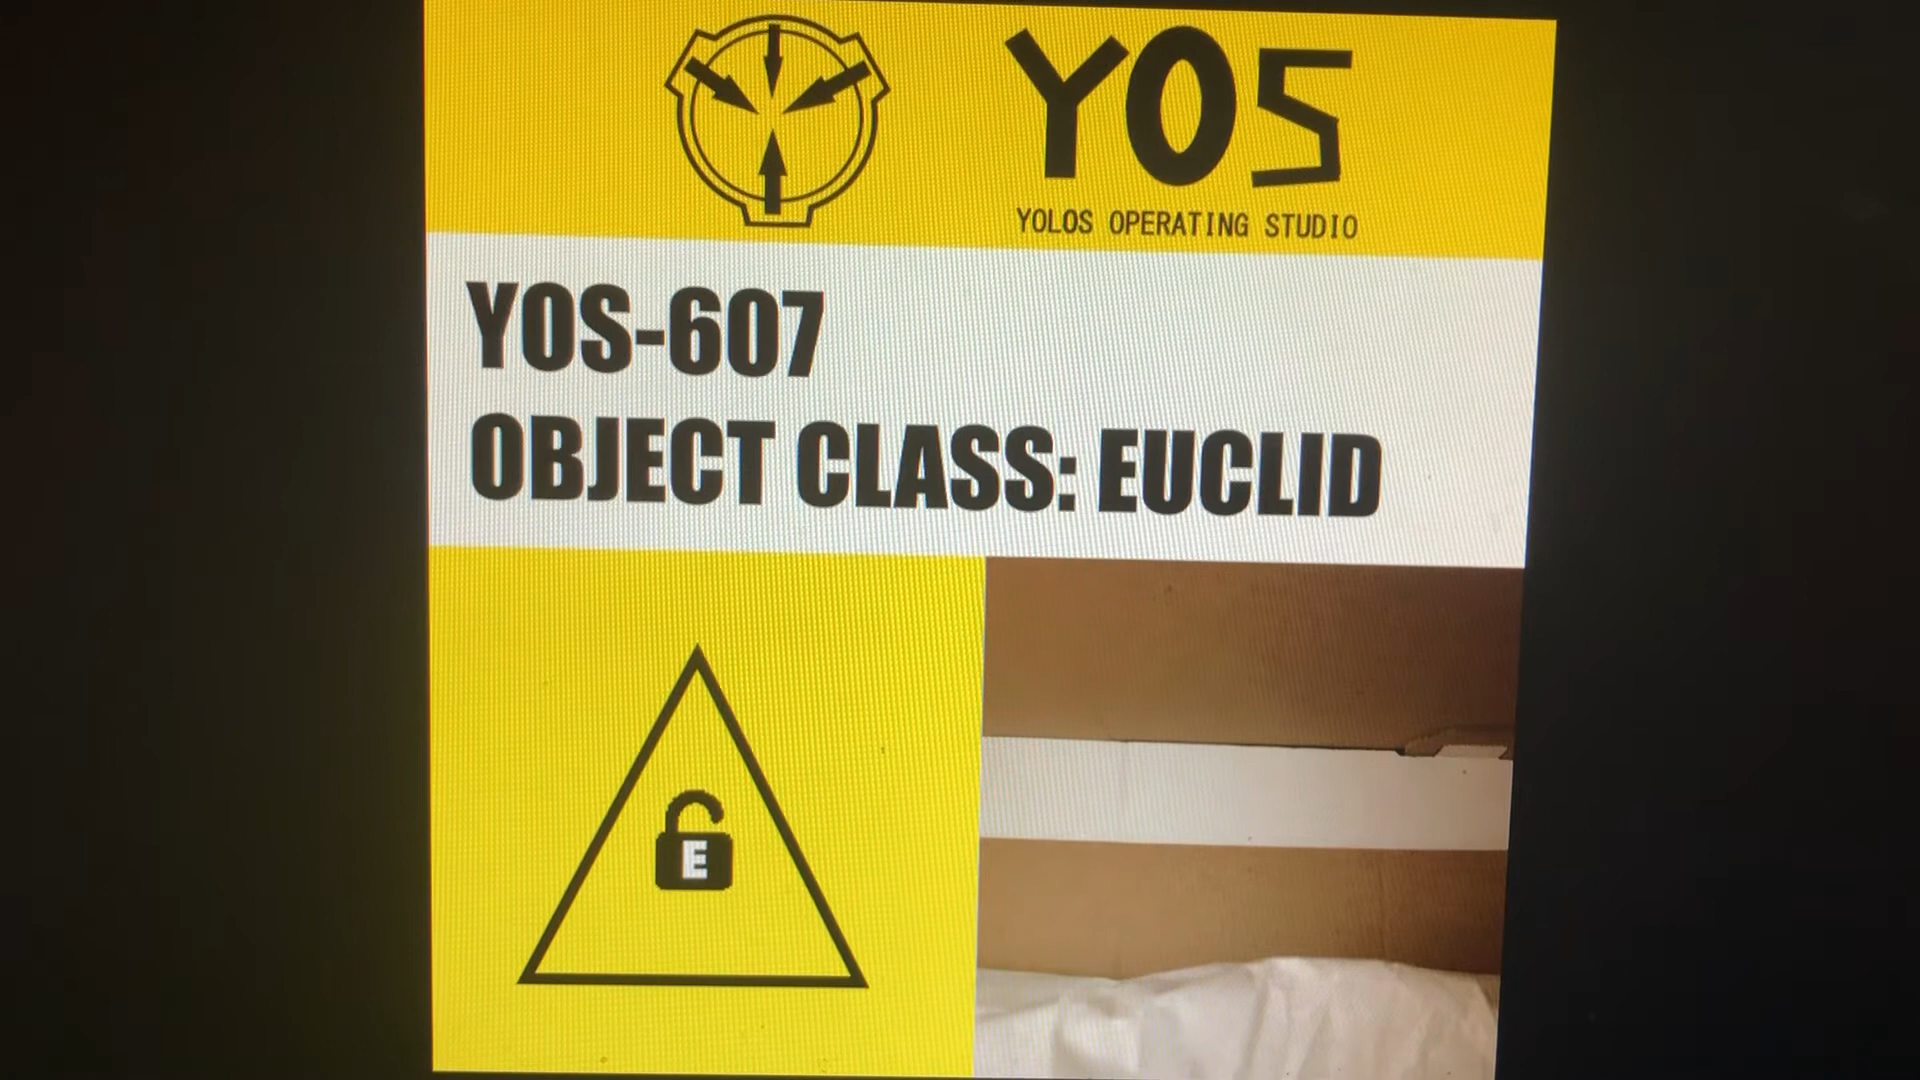 YOS
YOLOS OPERATING STUDIO
YOS-607
OBJECT CLASS: EUCLID
E